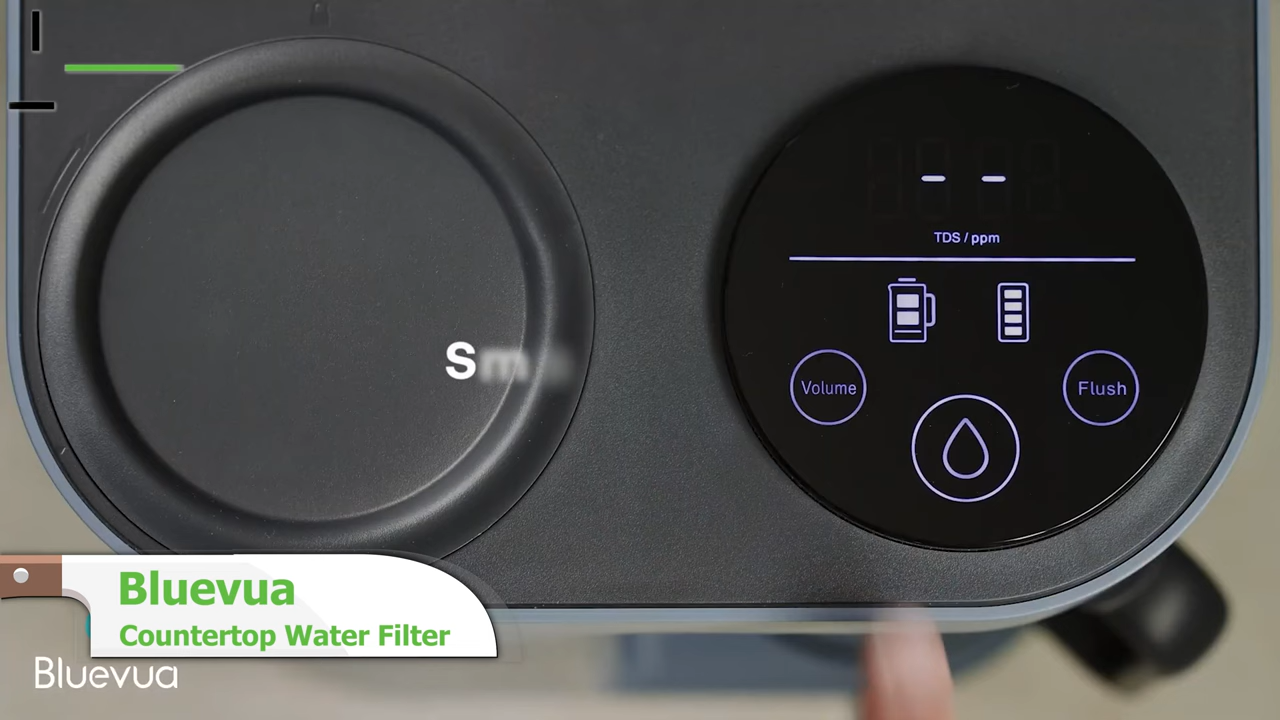 - -
TDS / ppm
Volume
Flush
Bluevua
Countertop Water Filter
Bluevua